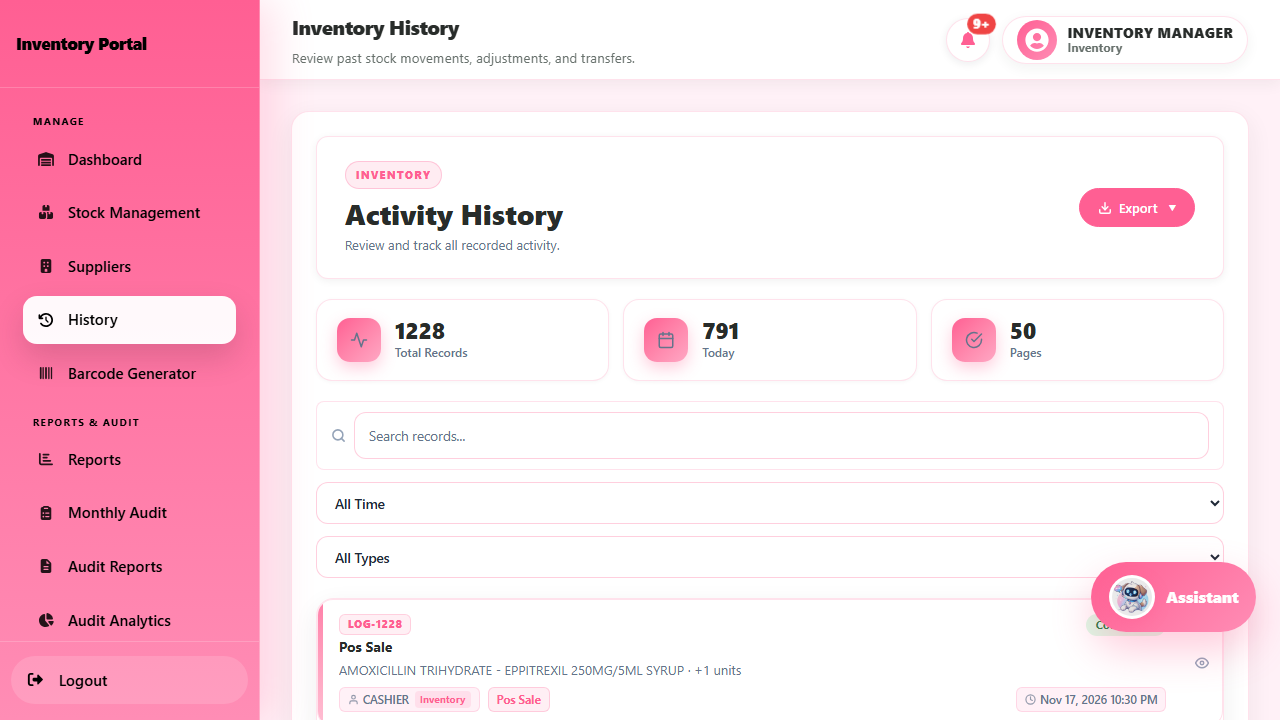 Inventory Portal
MANAGE
Dashboard
Stock Management
Suppliers
History
Barcode Generator
REPORTS & AUDIT
Reports
Monthly Audit
Audit Reports
Audit Analytics
Logout
Inventory History
Review past stock movements, adjustments, and transfers.
9+
INVENTORY MANAGER
Inventory
INVENTORY
Activity History
Review and track all recorded activity.
Export ▼
1228
Total Records
791
Today
50
Pages
Search records...
All Time
All Types
Assistant
LOG-1228
Pos Sale
AMOXICILLIN TRIHYDRATE - EPPITREXIL 250MG/5ML SYRUP · +1 units
CASHIER Inventory Pos Sale
Nov 17, 2026 10:30 PM